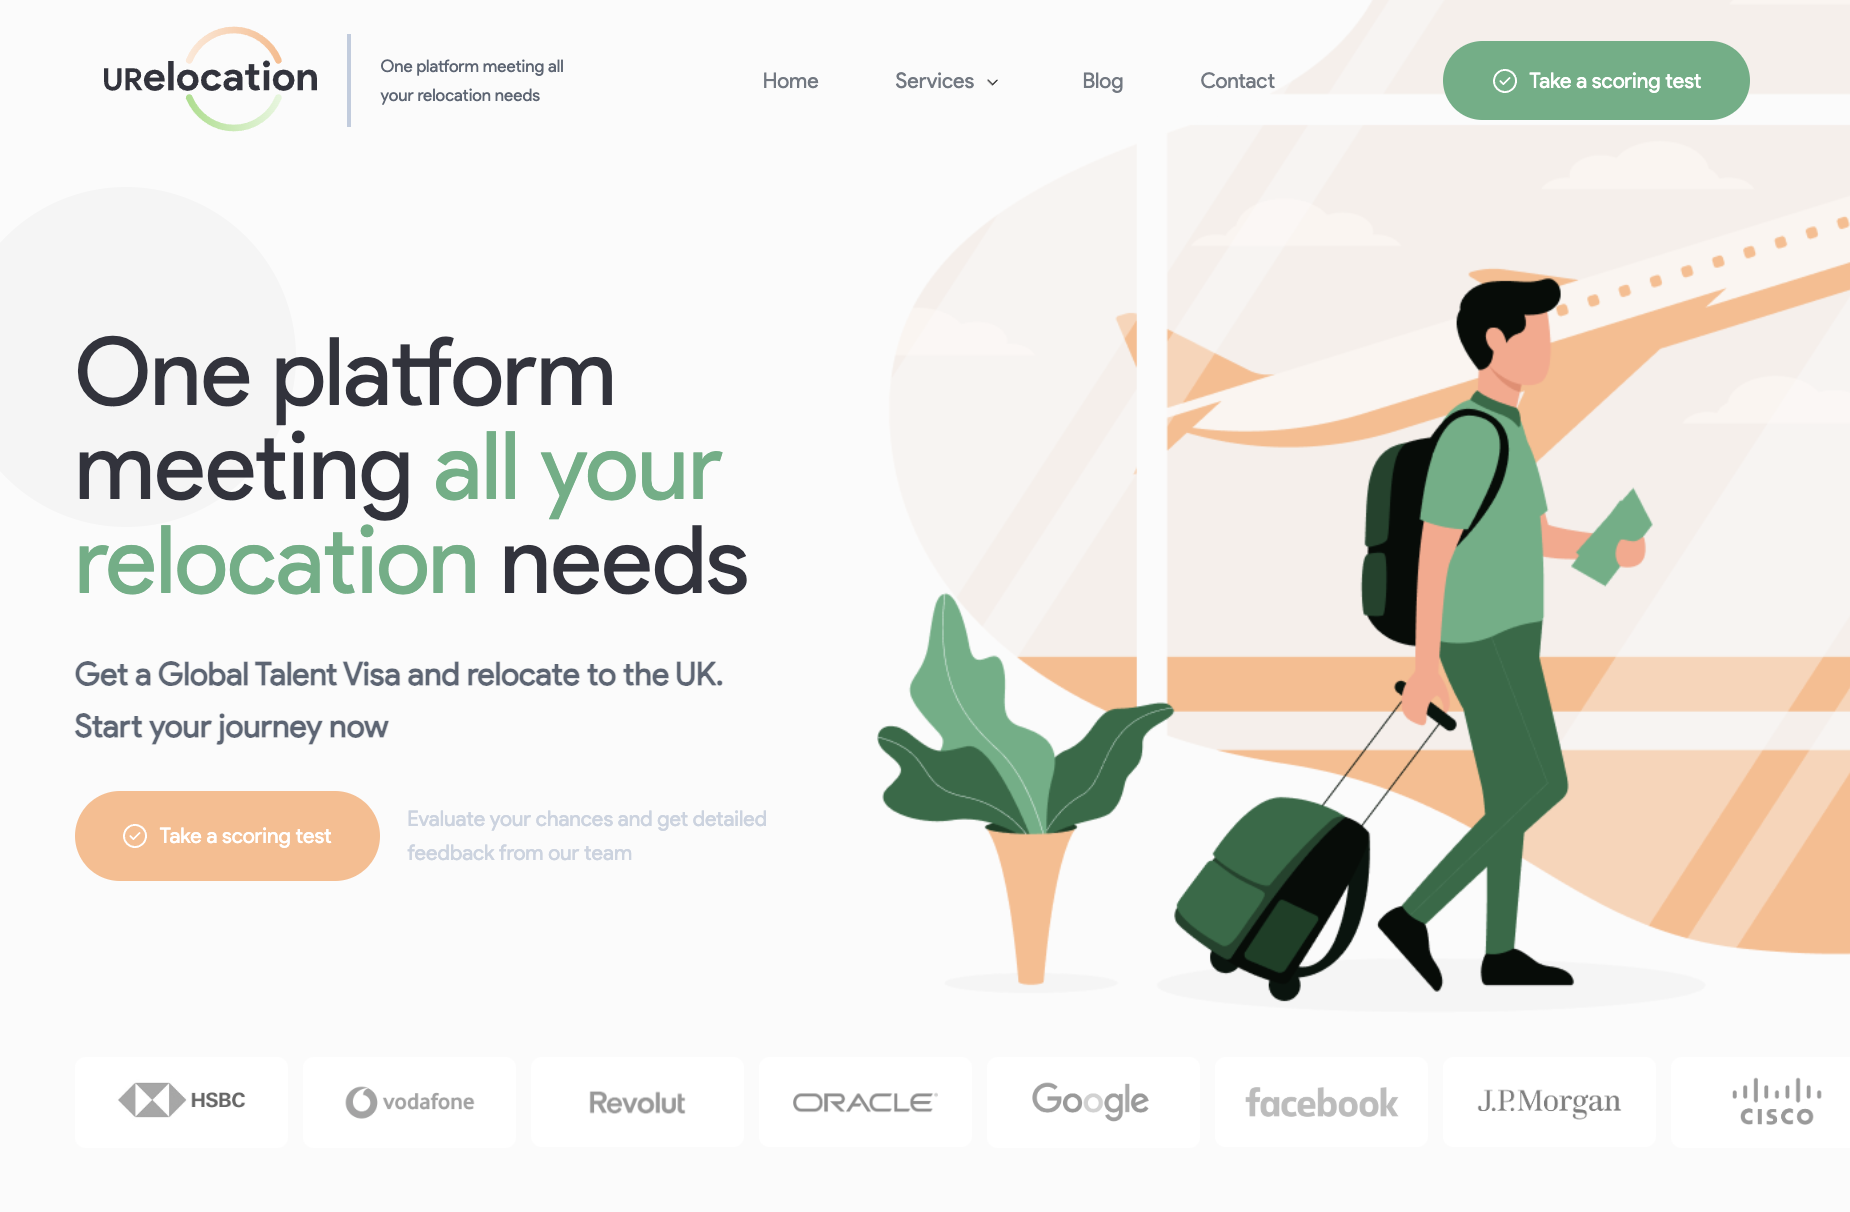 URelocation
One platform meeting all
your relocation needs
Home
Services
Blog
Contact
Take a scoring test
One platform
meeting all your
relocation needs
Get a Global Talent Visa and relocate to the UK.
Start your journey now
Take a scoring test
Evaluate your chances and get detailed
feedback from our team
HSBC
vodafone
Revolut
ORACLE
Google
facebook
J.P.Morgan
CISCO